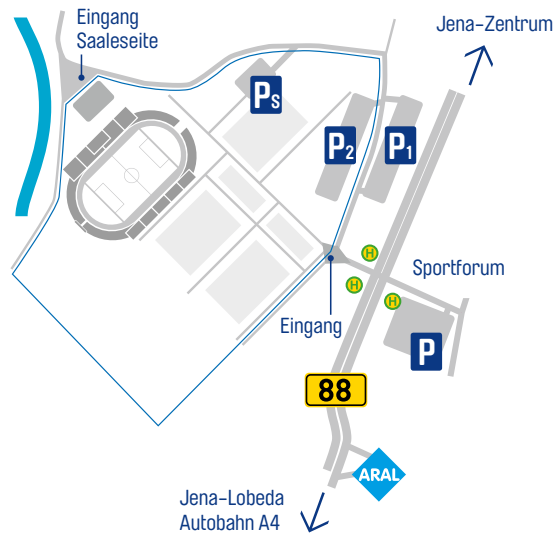 Eingang
Saaleseite
Jena-Zentrum
PS
P2
P1
H
H
H
Sportforum
Eingang
P
88
ARAL
Jena-Lobeda
Autobahn A4